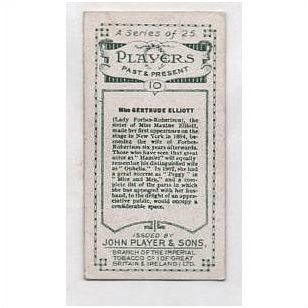 A Series of 25
PLAYERS
PAST & PRESENT
10
Miss GERTRUDE ELLIOTT
(Lady Forbes-Robertson), the
sister of Miss Maxine Elliott,
made her first appearance on the
stage in New York in 1894, be-
coming the wife of Forbes-
Robertson six years afterwards.
Those who have seen that great
actor as "Hamlet" will equally
remember his distinguished wife
as "Ophelia." In 1902, she had
a great success as "Peggy" in
"Mice and Men," and a com-
plete list of the parts in which
she has appeared with her hus-
band, to the delight of an appre-
ciative public, would occupy a
considerable space.
ISSUED BY
JOHN PLAYER & SONS,
BRANCH OF THE IMPERIAL
TOBACCO CO (OF GREAT
BRITAIN & IRELAND) LTD.